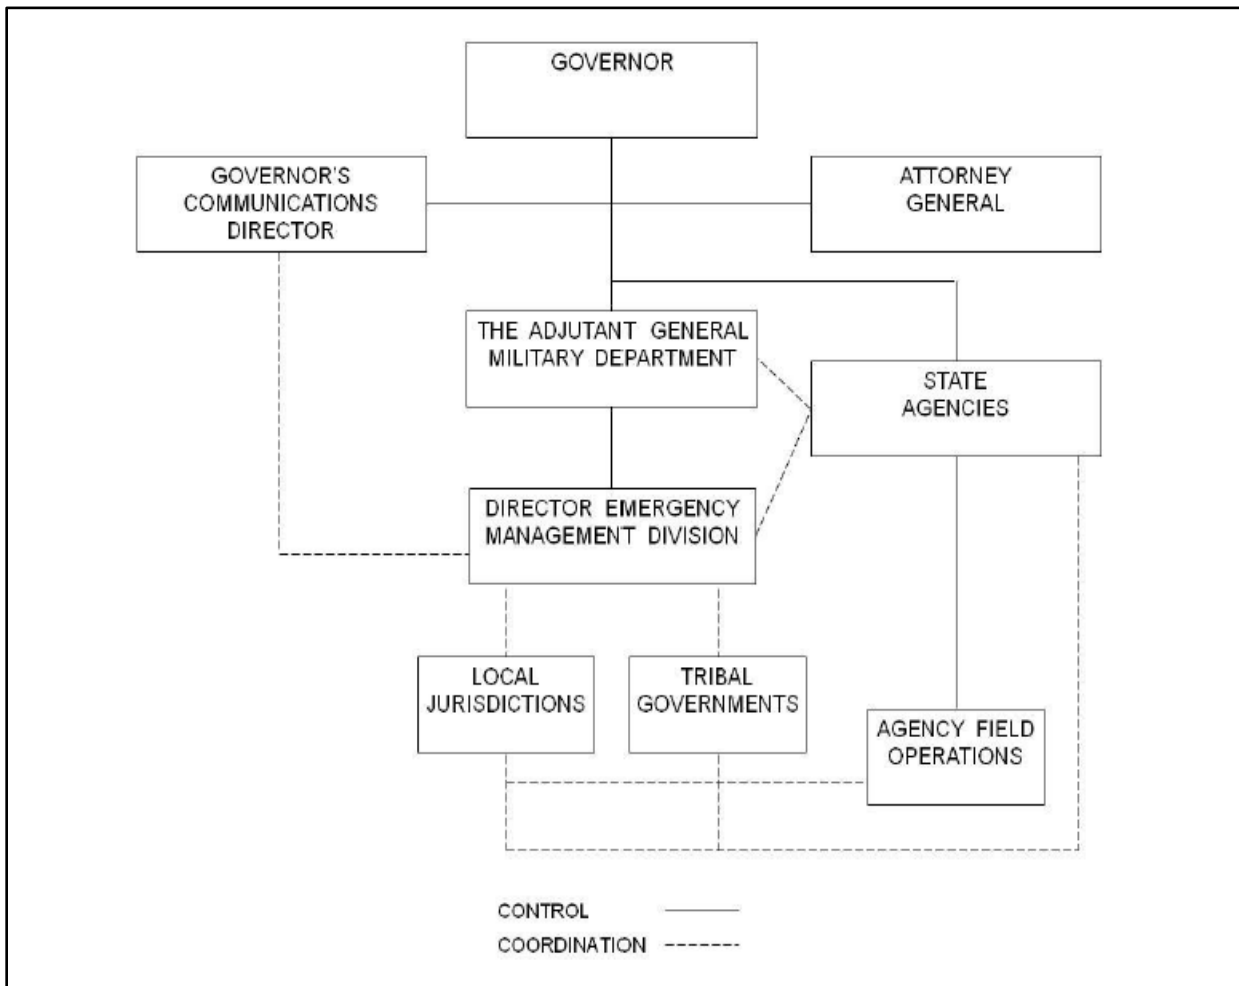 GOVERNOR
GOVERNOR'S
COMMUNICATIONS
DIRECTOR
ATTORNEY
GENERAL
THE ADJUTANT GENERAL
MILITARY DEPARTMENT
STATE
AGENCIES
DIRECTOR EMERGENCY
MANAGEMENT DIVISION
LOCAL
JURISDICTIONS
TRIBAL
GOVERNMENTS
AGENCY FIELD
OPERATIONS
CONTROL
COORDINATION